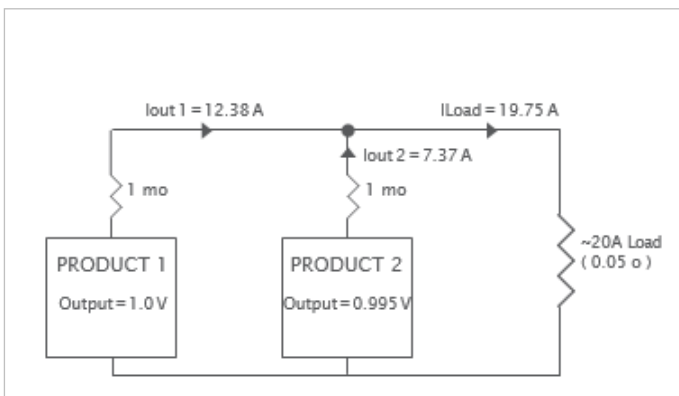 Iout 1 = 12.38 A
ILoad = 19.75 A
Iout 2 = 7.37 A
1 mo
1 mo
~20A Load
( 0.05 o )
PRODUCT 1
Output = 1.0 V
PRODUCT 2
Output = 0.995 V